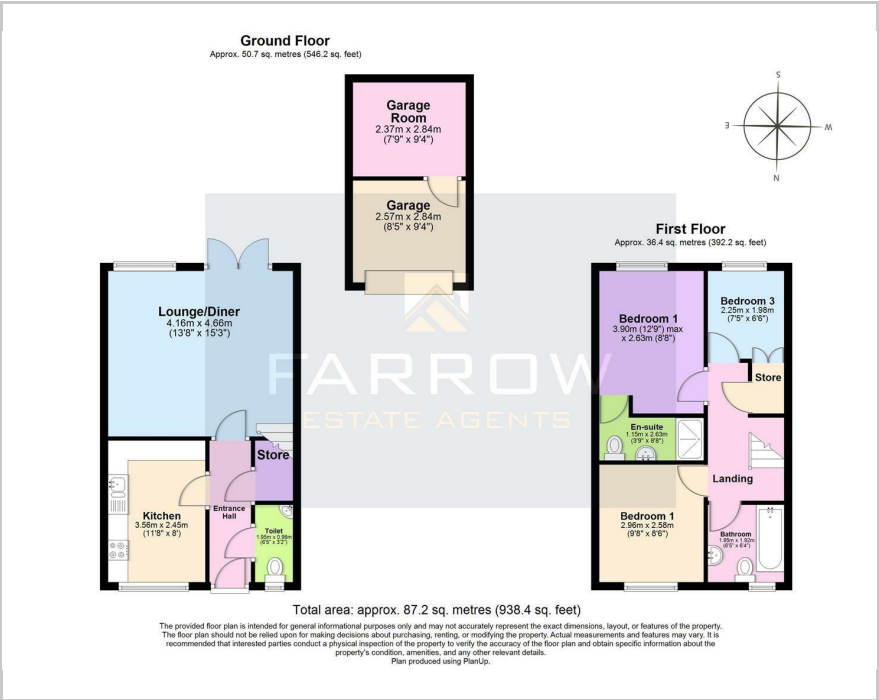 Ground Floor
Approx. 50.7 sq. metres (546.2 sq. feet)
Garage
Room
2.37m x 2.84m
(7'9" x 9'4")
Garage
2.57m x 2.84m
(8'5" x 9'4")
S
E
W
N
First Floor
Approx. 36.4 sq. metres (392.2 sq. feet)
Lounge/Diner
4.16m x 4.66m
(13'8" x 15'3")
Store
Kitchen
3.56m x 2.45m
(11'8" x 8')
Entrance
Hall
Toilet
1.95m x 0.96m
(6'5" x 3'2")
Bedroom 1
3.90m (12'9") max
x 2.63m (8'8")
Bedroom 3
2.25m x 1.98m
(7'5" x 6'6")
Store
En-suite
1.15m x 2.63m
(3'9" x 8'8")
Landing
Bedroom 1
2.96m x 2.58m
(9'8" x 8'6")
Bathroom
1.95m x 1.92m
(6'5" x 6'4")
FARROW
ESTATE AGENTS
Total area: approx. 87.2 sq. metres (938.4 sq. feet)
The provided floor plan is intended for general informational purposes only and may not accurately represent the exact dimensions, layout, or features of the property.
The floor plan should not be relied upon for making decisions about purchasing, renting, or modifying the property. Actual measurements and features may vary. It is
recommended that interested parties conduct a physical inspection of the property to verify the accuracy of the floor plan and obtain specific information about the
property's condition, amenities, and any other relevant details.
Plan produced using PlanUp.